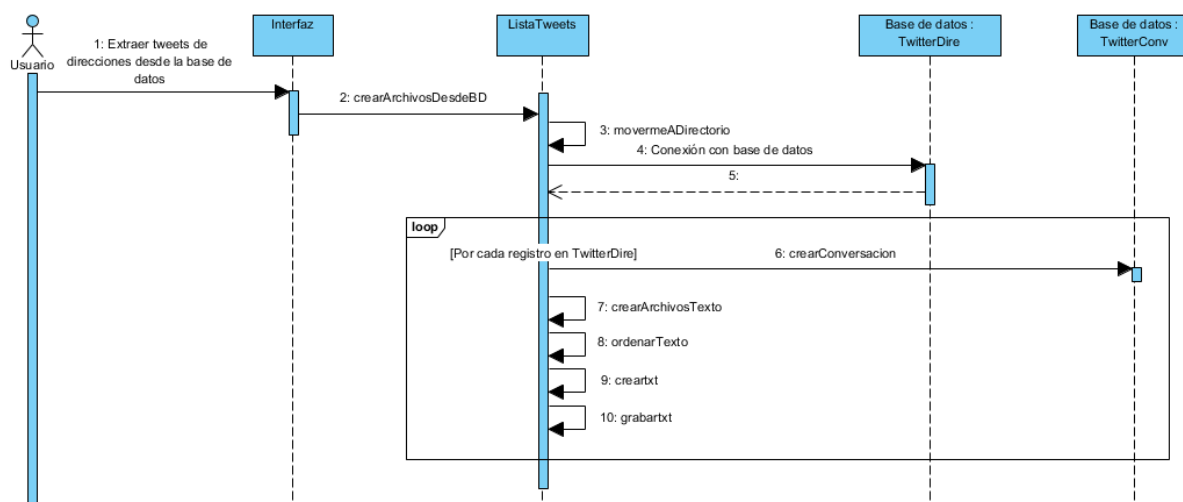 Interfaz
ListaTweets
Base de datos :
TwitterDire
Base de datos :
TwitterConv
Usuario
1: Extraer tweets de
direcciones desde la base de
datos
2: crearArchivosDesdeBD
3: movermeADirectorio
4: Conexión con base de datos
5:
loop
[Por cada registro en TwitterDire]
6: crearConversacion
7: crearArchivosTexto
8: ordenarTexto
9: creartxt
10: grabartxt